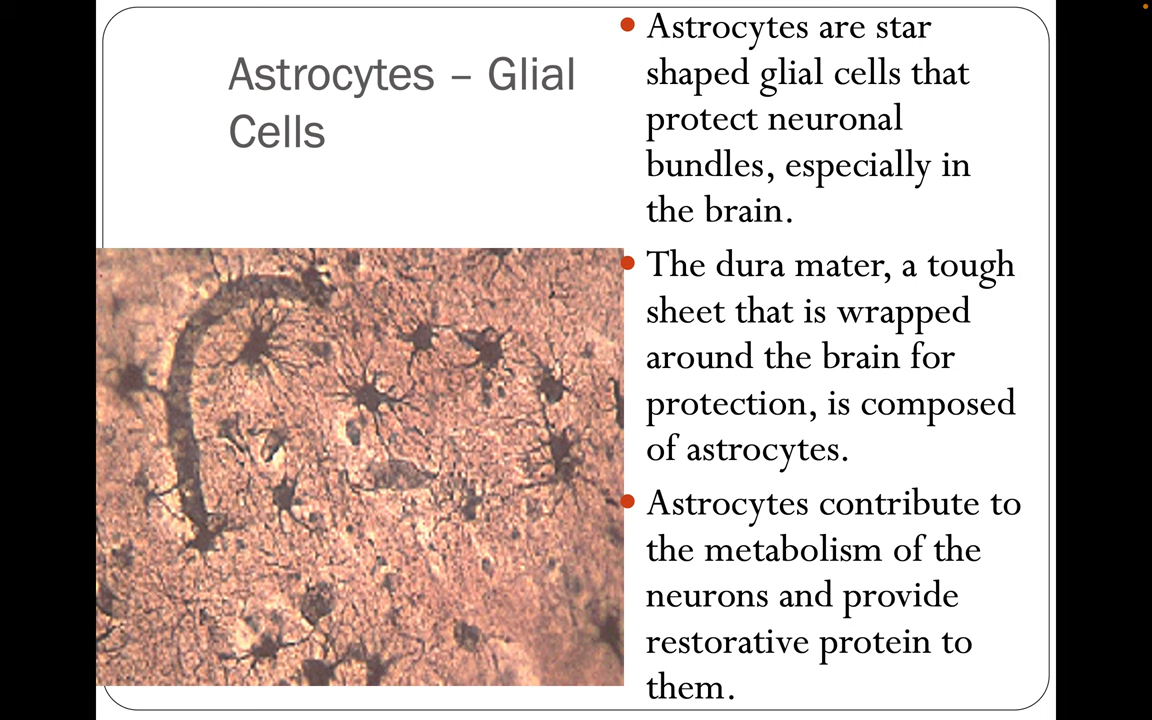 Astrocytes – Glial
Cells
Astrocytes are star
shaped glial cells that
protect neuronal
bundles, especially in
the brain.
The dura mater, a tough
sheet that is wrapped
around the brain for
protection, is composed
of astrocytes.
Astrocytes contribute to
the metabolism of the
neurons and provide
restorative protein to
them.